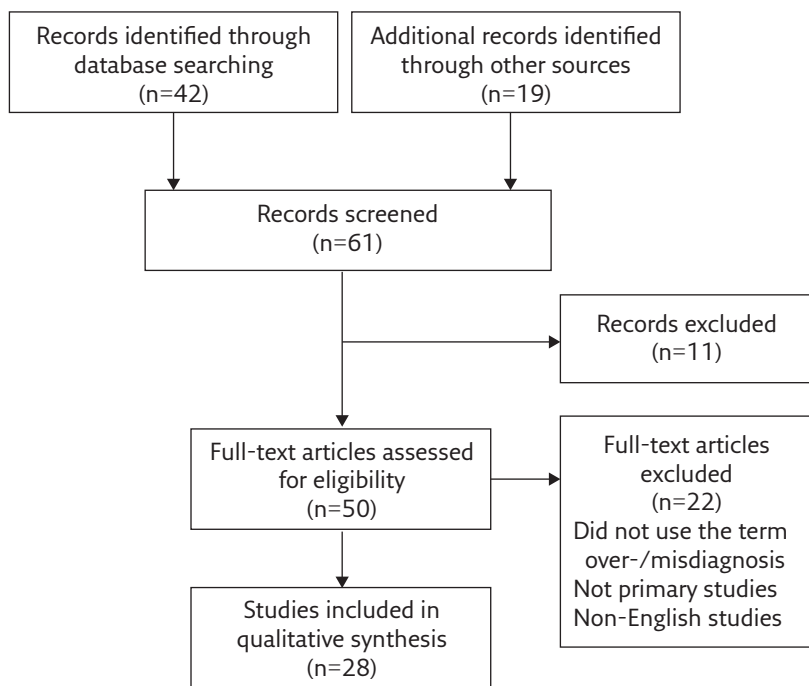 Records identified through
database searching
(n=42)
Additional records identified
through other sources
(n=19)
Records screened
(n=61)
Records excluded
(n=11)
Full-text articles assessed
for eligibility
(n=50)
Full-text articles
excluded
(n=22)
Did not use the term
over-/misdiagnosis
Not primary studies
Non-English studies
Studies included in
qualitative synthesis
(n=28)